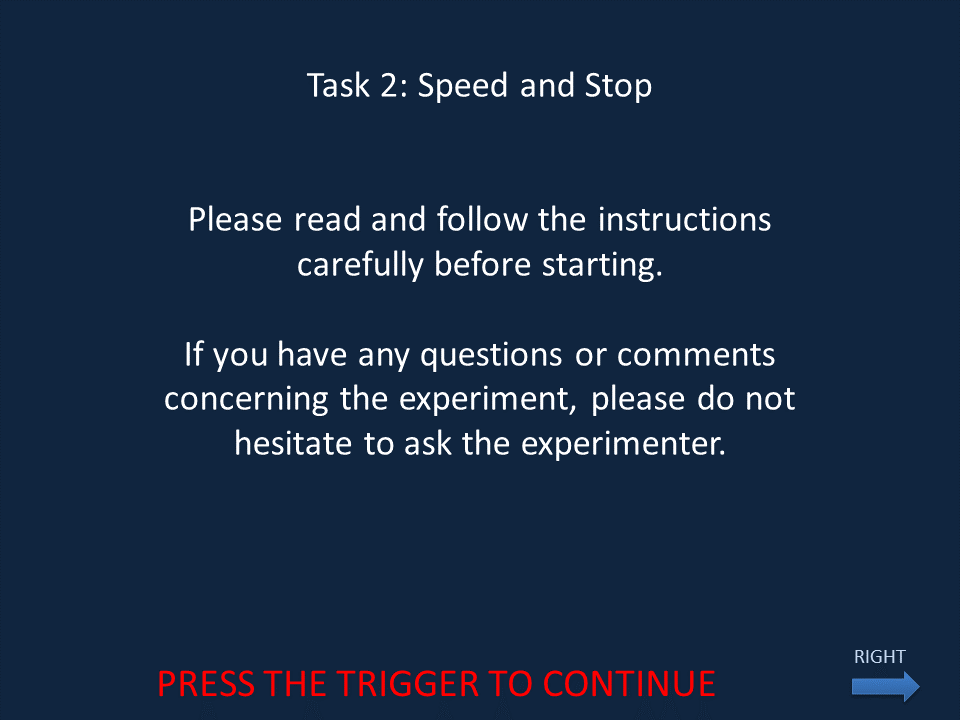 Task 2: Speed and Stop
Please read and follow the instructions
carefully before starting.
If you have any questions or comments
concerning the experiment, please do not
hesitate to ask the experimenter.
RIGHT
PRESS THE TRIGGER TO CONTINUE